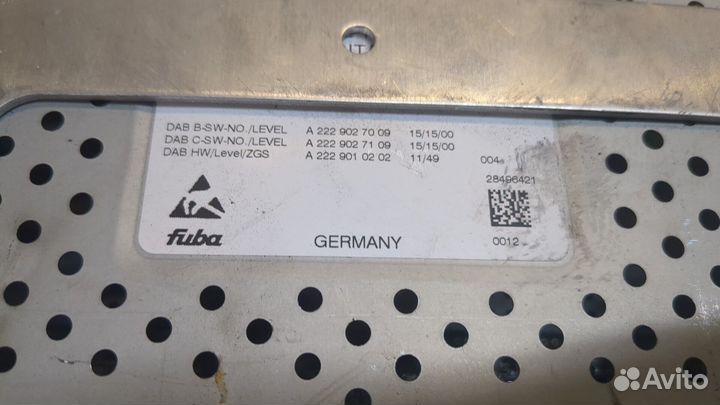 LT
DAB B-SW-NO./LEVEL A 222 902 70 09 15/15/00
DAB C-SW-NO./LEVEL A 222 902 71 09 15/15/00
DAB HW/Level/ZGS A 222 901 02 02 11/49 004
28496421
fuba GERMANY 0012
Avito